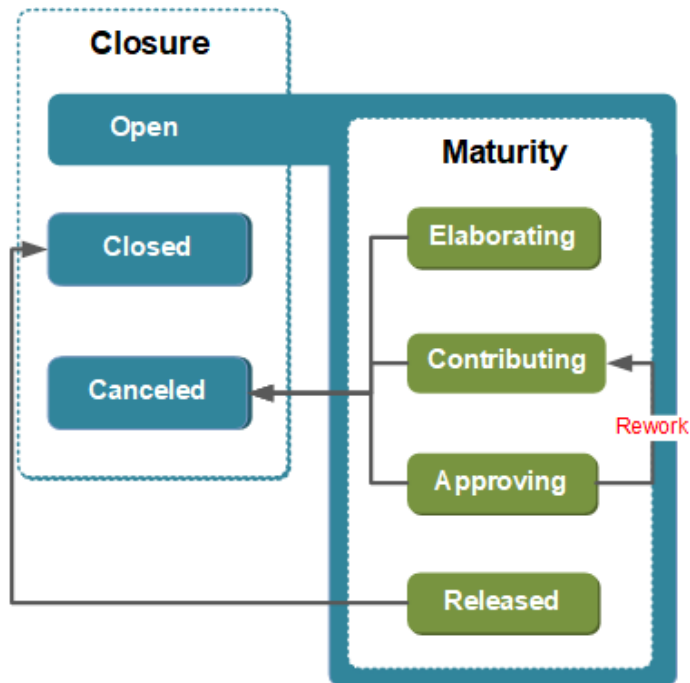 Closure
Open
Closed
Canceled
Maturity
Elaborating
Contributing
Rework
Approving
Released